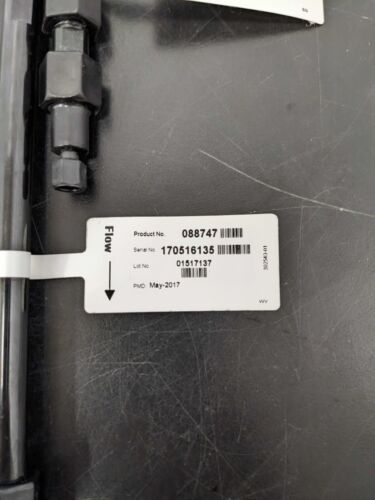 Flow
Product No. 088747
Serial No. 170516135
Lot No. 01517137
PMD: May-2017